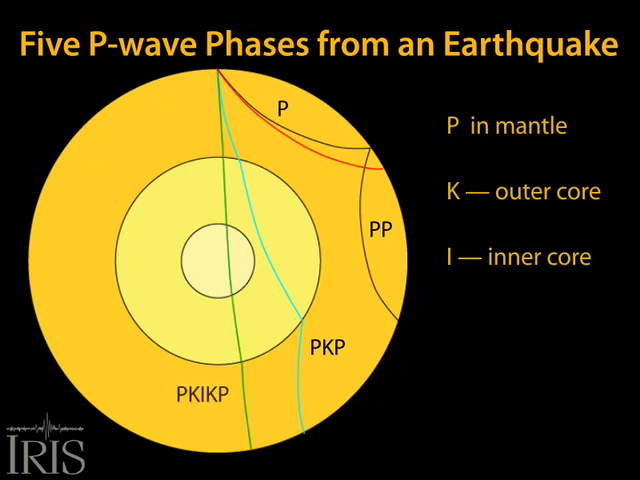 Five P-wave Phases from an Earthquake
P
P in mantle
K — outer core
PP
I — inner core
PKP
PKIKP
IRIS